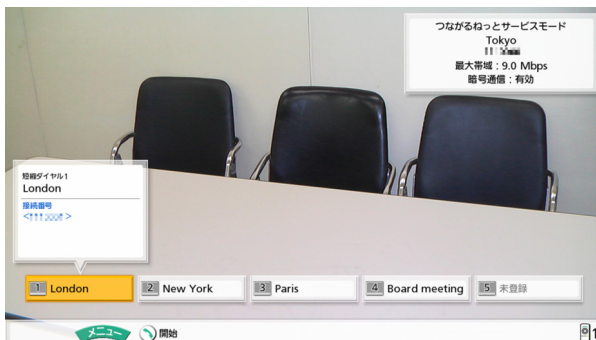 つながるねっとサービスモード
Tokyo
最大帯域：9.0 Mbps
暗号通信：有効
短縮ダイヤル1
London
接続番号
1 London
2 New York
3 Paris
4 Board meeting
5 未登録
メニュー
開始
1